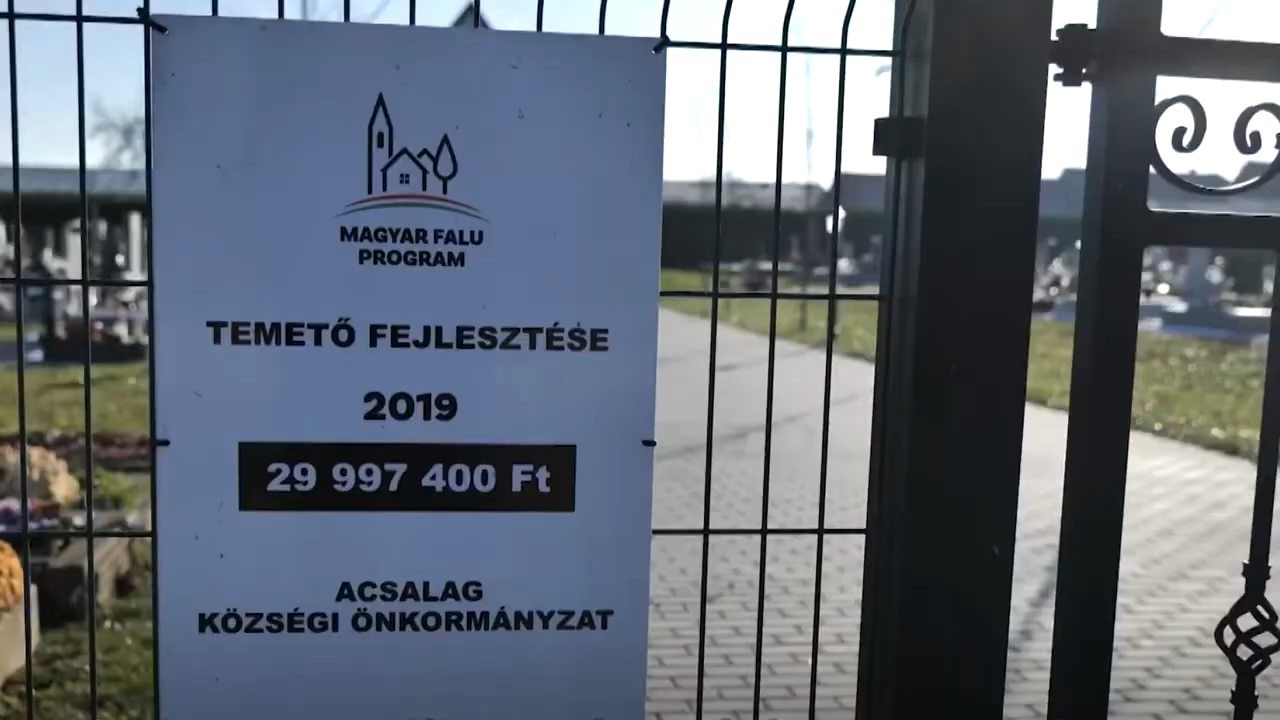 MAGYAR FALU
PROGRAM
TEMETŐ FEJLESZTÉSE
2019
29 997 400 Ft
ACSALAG
KÖZSÉGI ÖNKORMÁNYZAT